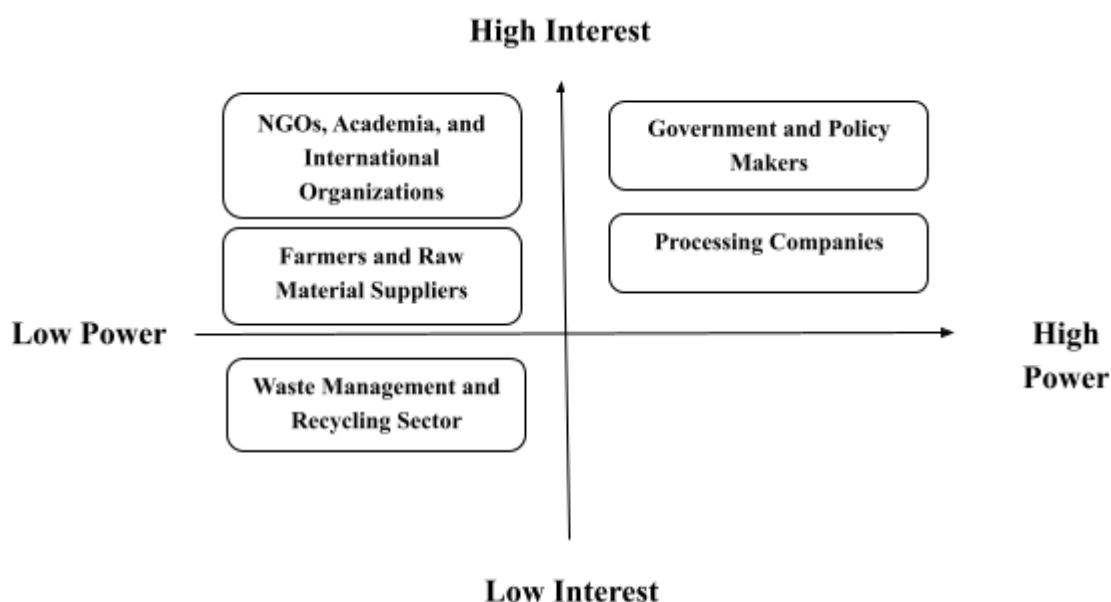 High Interest
NGOs, Academia, and
International
Organizations
Government and Policy
Makers
Farmers and Raw
Material Suppliers
Processing Companies
Low Power
High
Power
Waste Management and
Recycling Sector
Low Interest